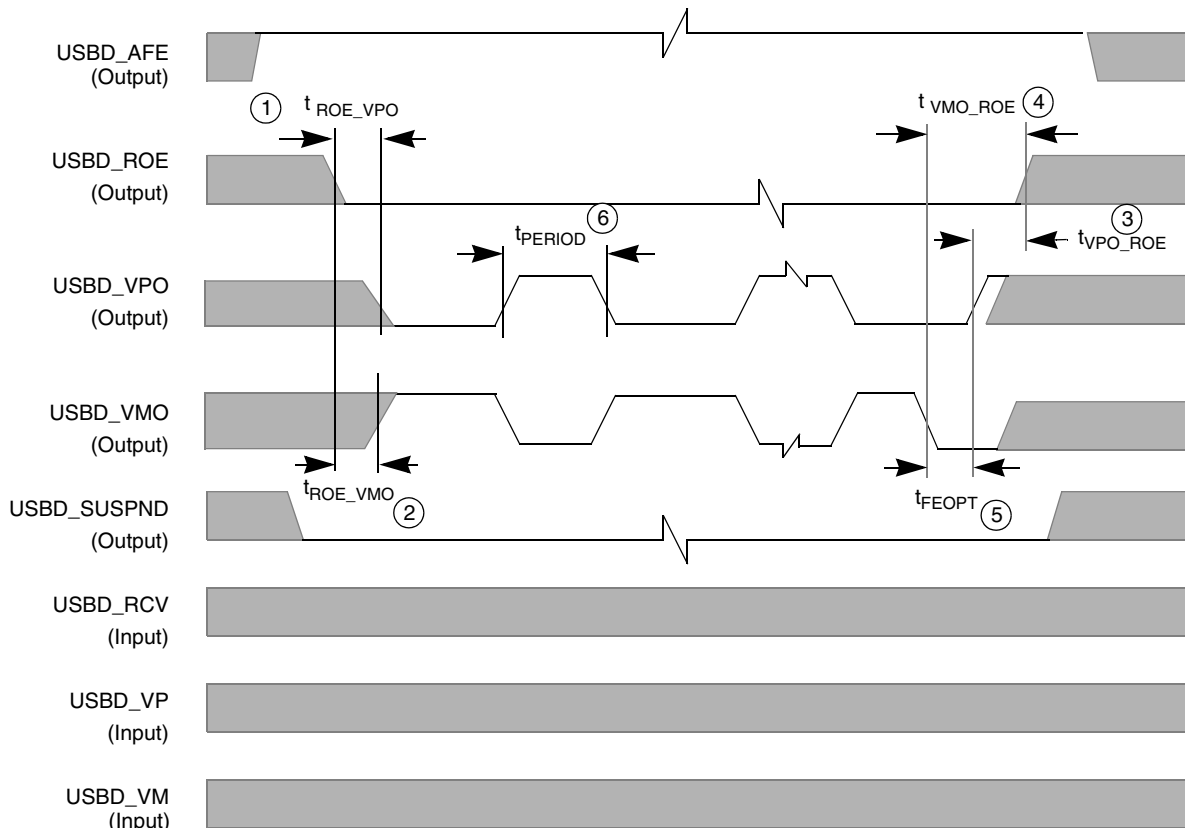 USBD_AFE
(Output)
1 t ROE_VPO
t VMO_ROE 4
USBD_ROE
(Output)
6
tPERIOD
3
tVPO_ROE
USBD_VPO
(Output)
USBD_VMO
(Output)
tROE_VMO 2
tFEOPT 5
USBD_SUSPND
(Output)
USBD_RCV
(Input)
USBD_VP
(Input)
USBD_VM
(Input)